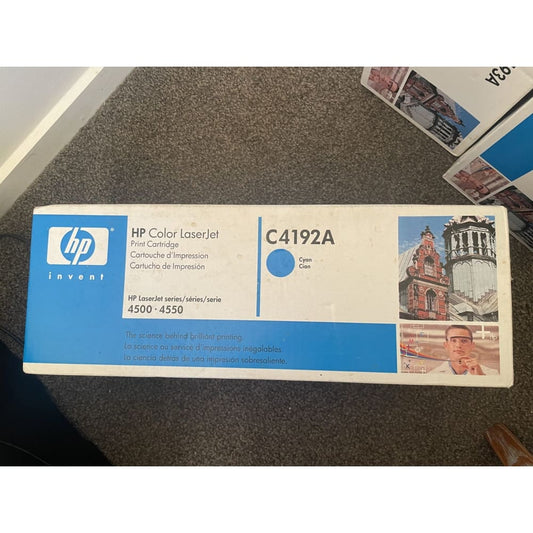 93A
hp
invent
HP Color LaserJet
Print Cartridge
Cartouche d'Impression
Cartucho de Impresión
HP LaserJet series/séries/serie
4500 · 4550
C4192A
Cyan
Cian
The science behind brilliant printing.
La science au service d'impressions inégalables.
La ciencia detrás de una impresión sobresaliente.